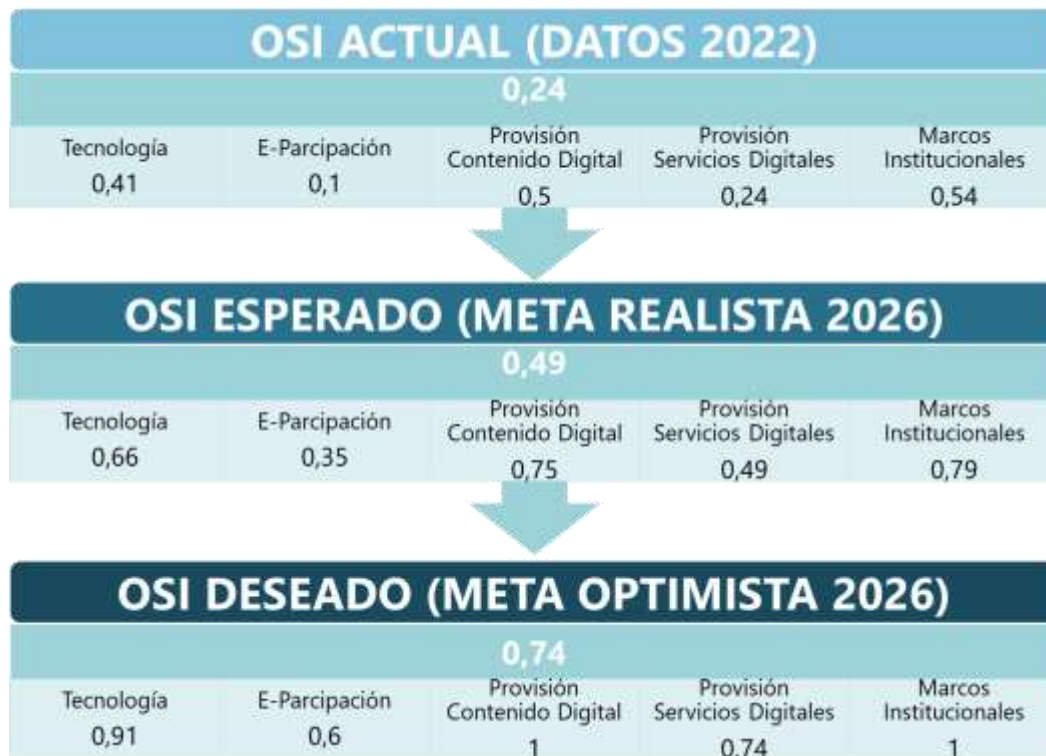 OSI ACTUAL (DATOS 2022)
0,24
Tecnología
0,41
E-Parcipación
0,1
Provisión
Contenido Digital
0,5
Provisión
Servicios Digitales
0,24
Marcos
Institucionales
0,54
OSI ESPERADO (META REALISTA 2026)
0,49
Tecnología
0,66
E-Parcipación
0,35
Provisión
Contenido Digital
0,75
Provisión
Servicios Digitales
0,49
Marcos
Institucionales
0,79
OSI DESEADO (META OPTIMISTA 2026)
0,74
Tecnología
0,91
E-Parcipación
0,6
Provisión
Contenido Digital
1
Provisión
Servicios Digitales
0,74
Marcos
Institucionales
1